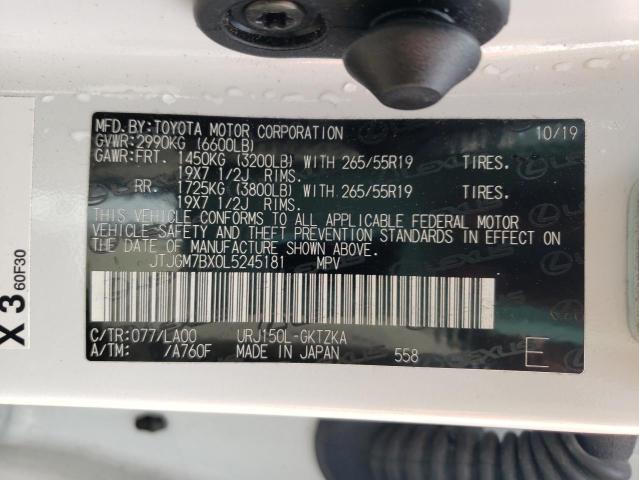 MFD.BY:TOYOTA MOTOR CORPORATION 10/19
GVWR:2990KG (6600LB)
GAWR:FRT. 1450KG (3200LB) WITH 265/55R19 TIRES.
19X7 1/2J RIMS.
RR. 1725KG (3800LB) WITH 265/55R19 TIRES.
19X7 1/2J RIMS.
THIS VEHICLE CONFORMS TO ALL APPLICABLE FEDERAL MOTOR
VEHICLE SAFETY AND THEFT PREVENTION STANDARDS IN EFFECT ON
THE DATE OF MANUFACTURE SHOWN ABOVE.
JTJGM7BX0L5245181 MPV
C/TR:077/LA00 URJ150L-GKTZKA
A/TM: /A760F MADE IN JAPAN 558 E
X 3 60F30
LEXUS